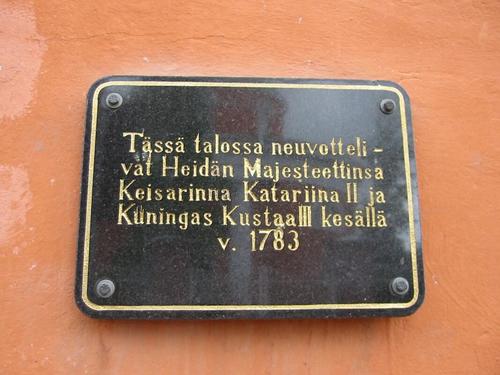 Tässä talossa neuvotteli -
vat Heidän Majesteettinsa
Keisarinna Katariina II ja
Kuningas Kustaa III kesällä
v. 1783